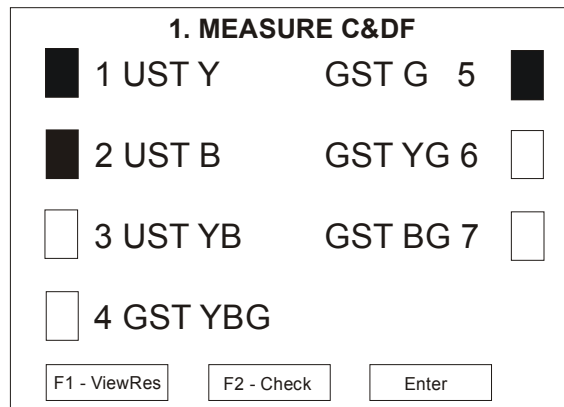 1. MEASURE C&DF
1 UST Y GST G 5
2 UST B GST YG 6
3 UST YB GST BG 7
4 GST YBG
F1 - ViewRes F2 - Check Enter